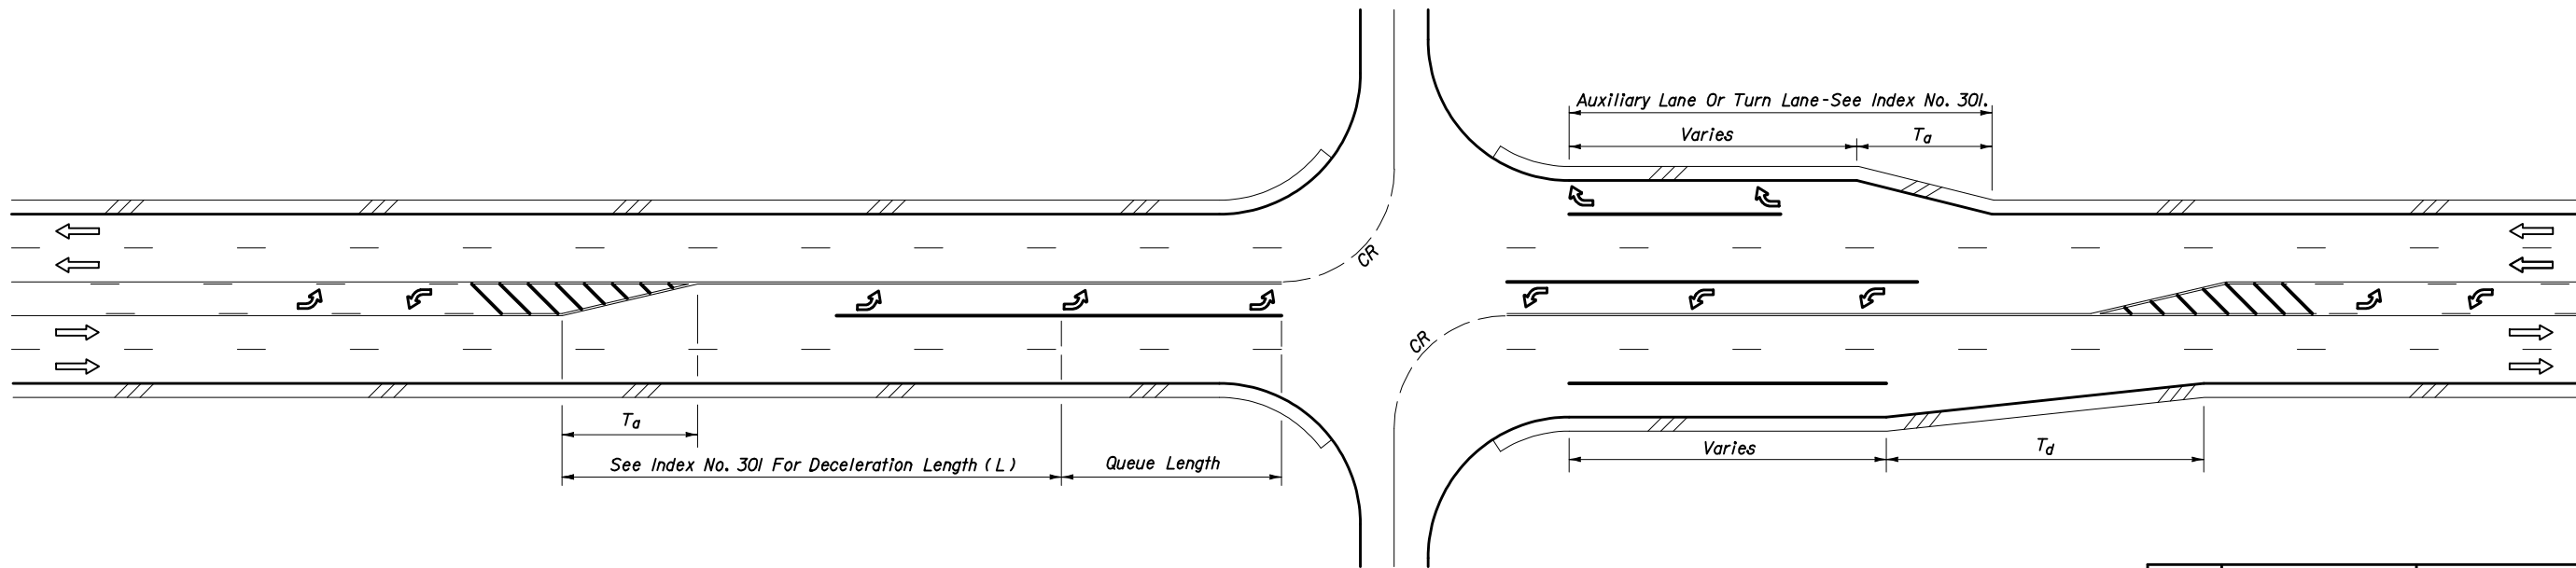 Auxiliary Lane Or Turn Lane-See Index No. 301.
Varies
Ta
CR
CR
Ta
See Index No. 301 For Deceleration Length (L)
Queue Length
Varies
Td